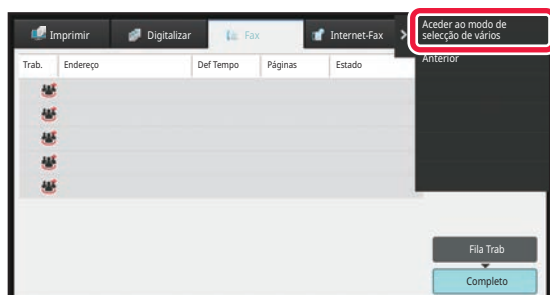 Imprimir
Digitalizar
Fax
Internet-Fax
Aceder ao modo de
selecção de vários
Anterior
Trab.
Endereço
Def Tempo
Páginas
Estado
Fila Trab
Completo